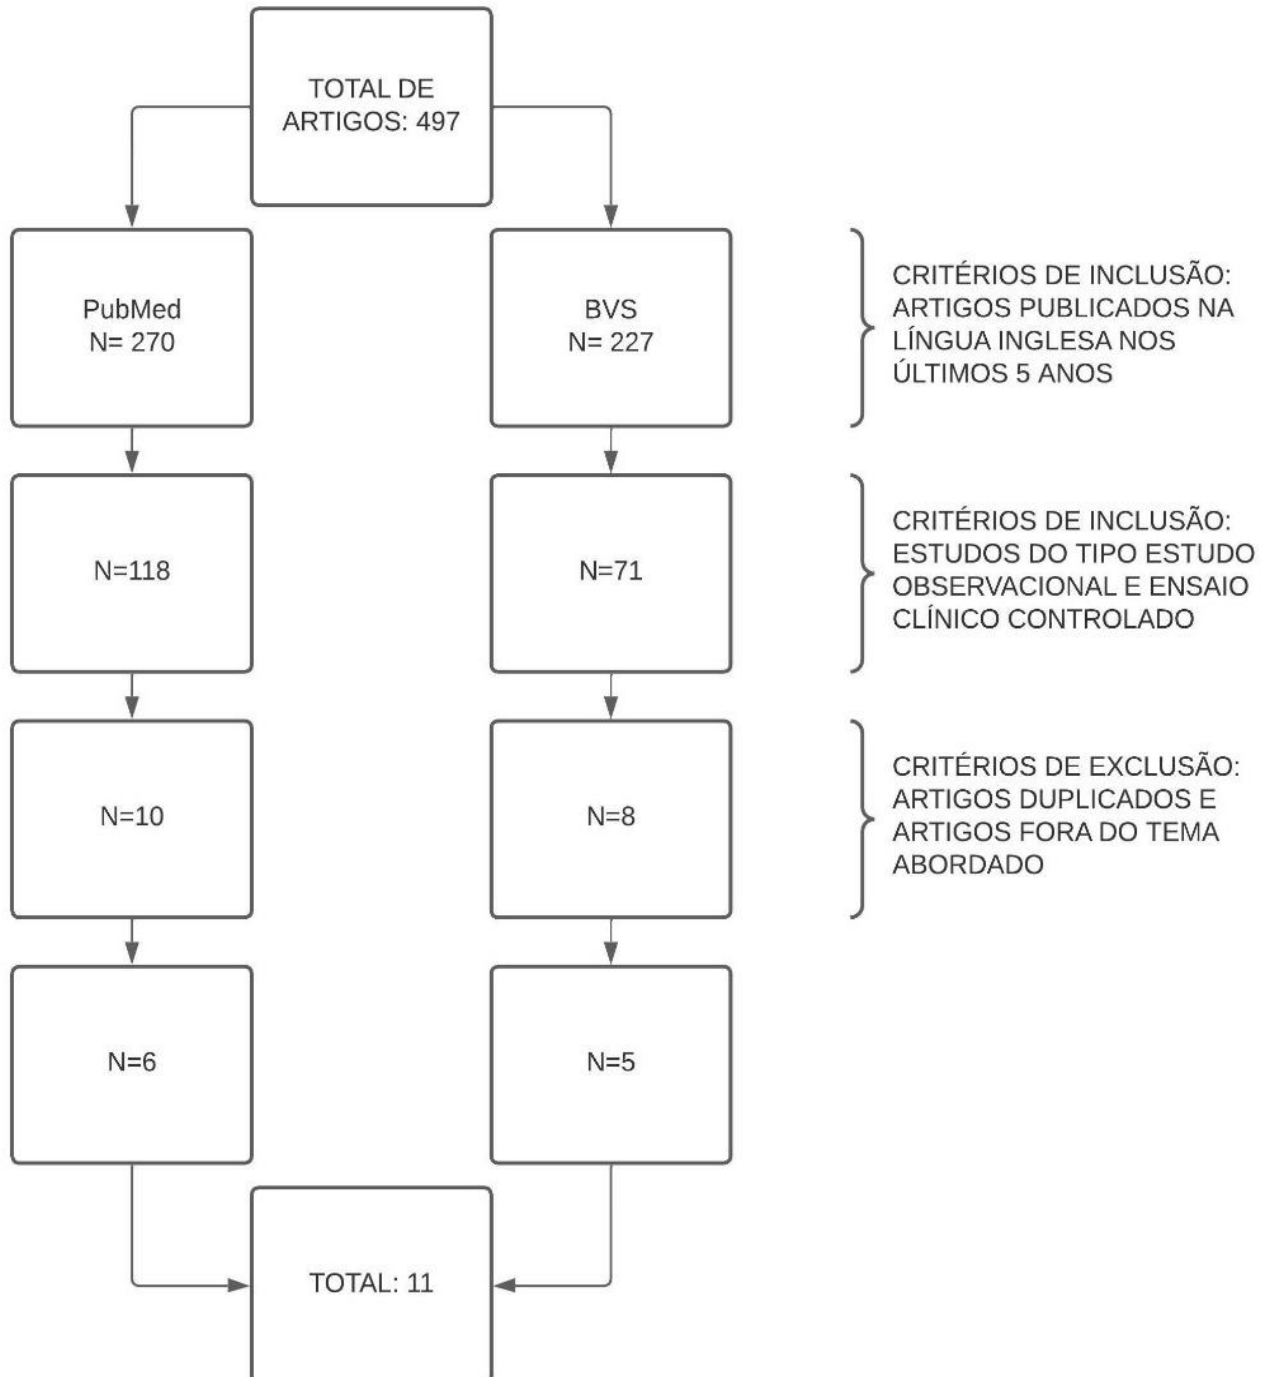 TOTAL DE
ARTIGOS: 497
PubMed
N= 270
BVS
N= 227
CRITÉRIOS DE INCLUSÃO:
ARTIGOS PUBLICADOS NA
LÍNGUA INGLESA NOS
ÚLTIMOS 5 ANOS
N=118
N=71
CRITÉRIOS DE INCLUSÃO:
ESTUDOS DO TIPO ESTUDO
OBSERVACIONAL E ENSAIO
CLÍNICO CONTROLADO
N=10
N=8
CRITÉRIOS DE EXCLUSÃO:
ARTIGOS DUPLICADOS E
ARTIGOS FORA DO TEMA
ABORDADO
N=6
N=5
TOTAL: 11